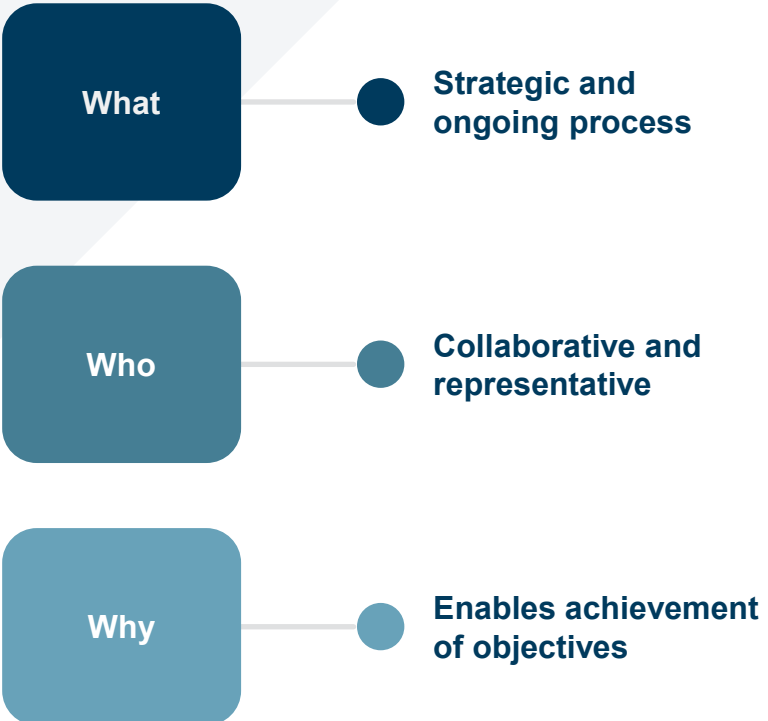 What
Strategic and
ongoing process
Who
Collaborative and
representative
Why
Enables achievement
of objectives